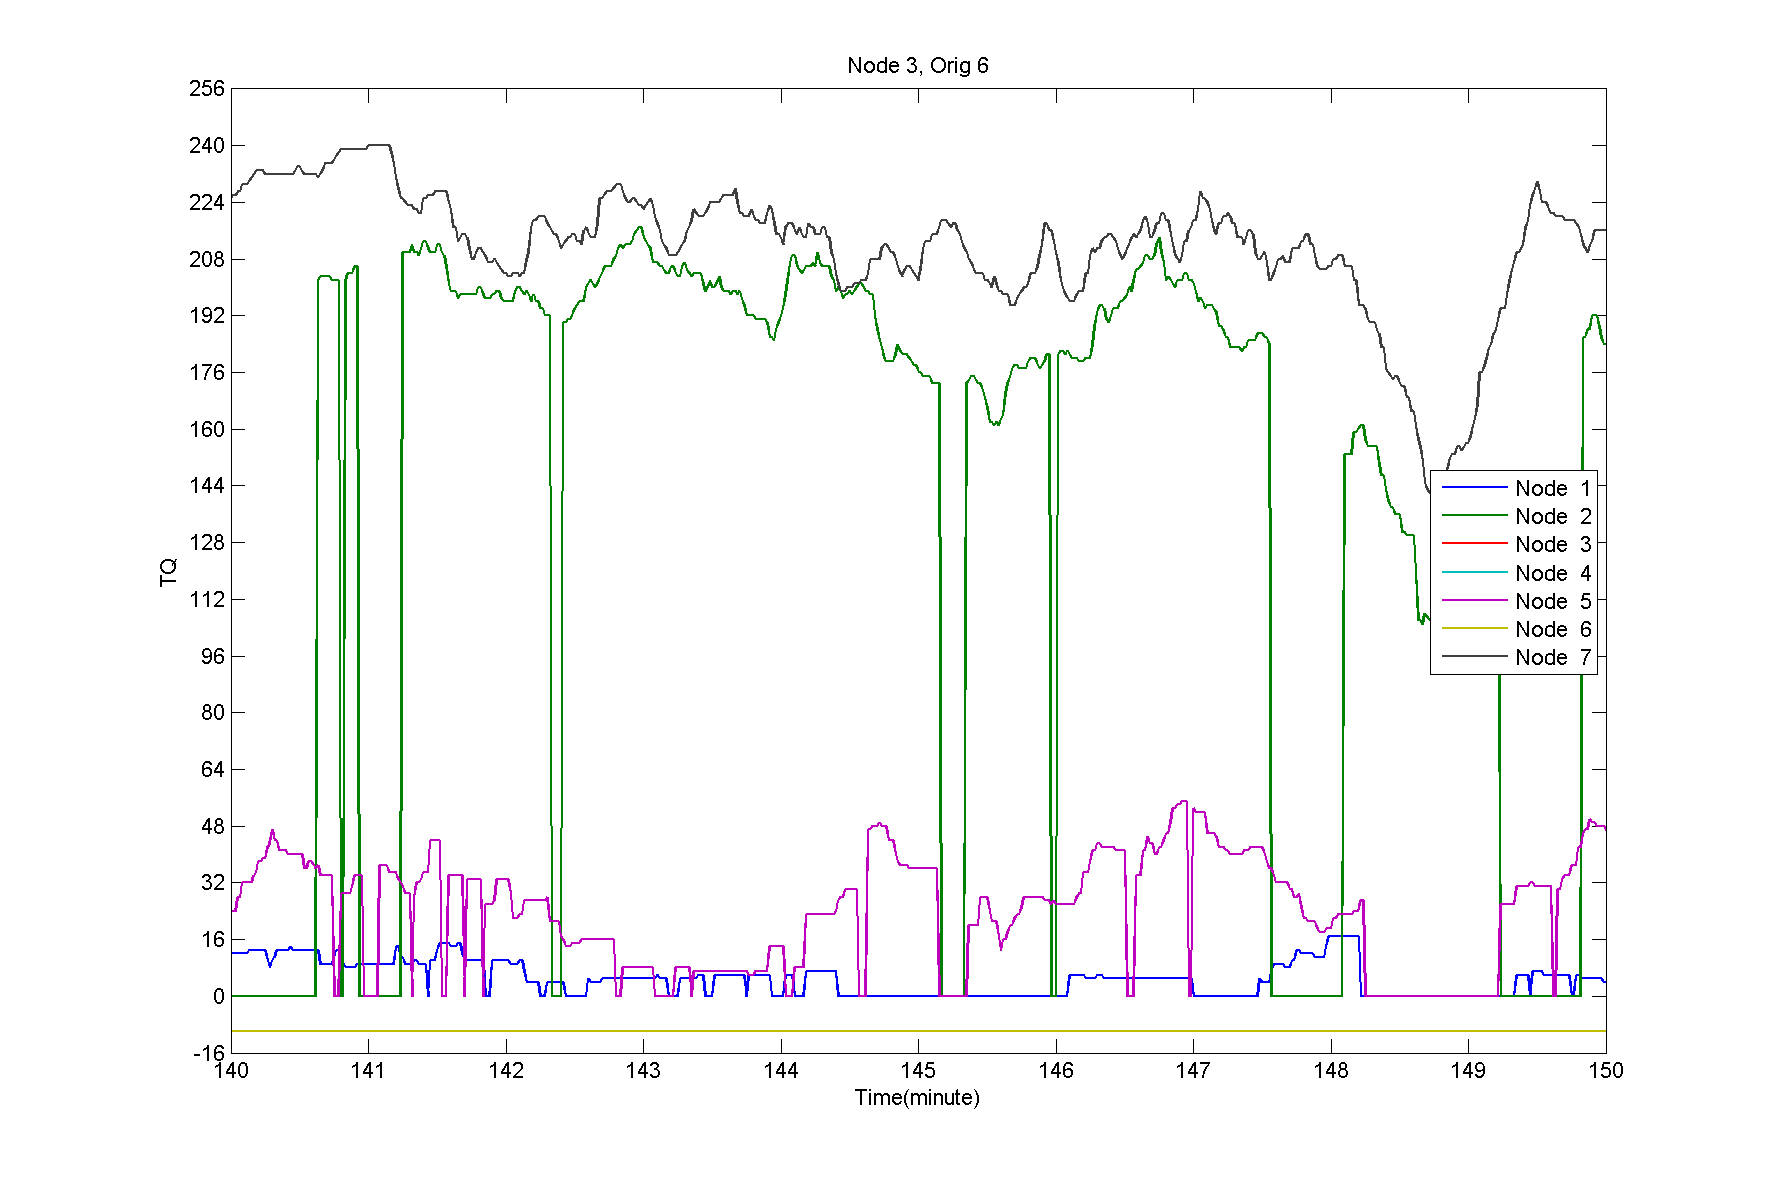 Node 3, Orig 6
256
240
224
208
192
176
160
144
128
112
96
80
64
48
32
16
0
-16
TQ
Node 1
Node 2
Node 3
Node 4
Node 5
Node 6
Node 7
140 141 142 143 144 145 146 147 148 149 150
Time(minute)